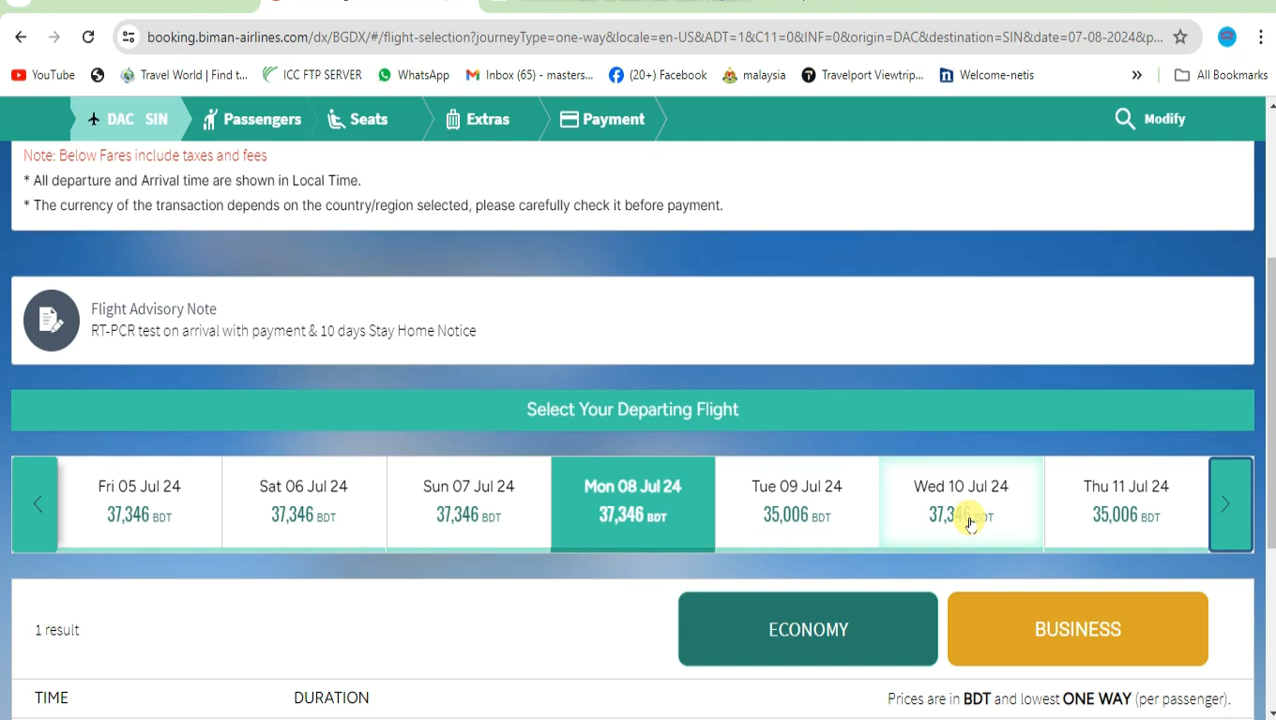 booking.biman-airlines.com/dx/BGDX/#/flight-selection?journeyType=one-way&locale=en-US&ADT=1&C11=0&INF=0&origin=DAC&destination=SIN&date=07-08-2024&p...
YouTube Travel World | Find t... ICC FTP SERVER WhatsApp Inbox (65) - masters... (20+) Facebook malaysia Travelport Viewtrip... Welcome-netis » All Bookmarks
DAC SIN Passengers Seats Extras Payment Modify
Note: Below Fares include taxes and fees
* All departure and Arrival time are shown in Local Time.
* The currency of the transaction depends on the country/region selected, please carefully check it before payment.
Flight Advisory Note
RT-PCR test on arrival with payment & 10 days Stay Home Notice
Select Your Departing Flight
Fri 05 Jul 24 Sat 06 Jul 24 Sun 07 Jul 24 Mon 08 Jul 24 Tue 09 Jul 24 Wed 10 Jul 24 Thu 11 Jul 24
37,346 BDT 37,346 BDT 37,346 BDT 37,346 BDT 35,006 BDT 37,346 BDT 35,006 BDT
1 result ECONOMY BUSINESS
TIME DURATION Prices are in BDT and lowest ONE WAY (per passenger).